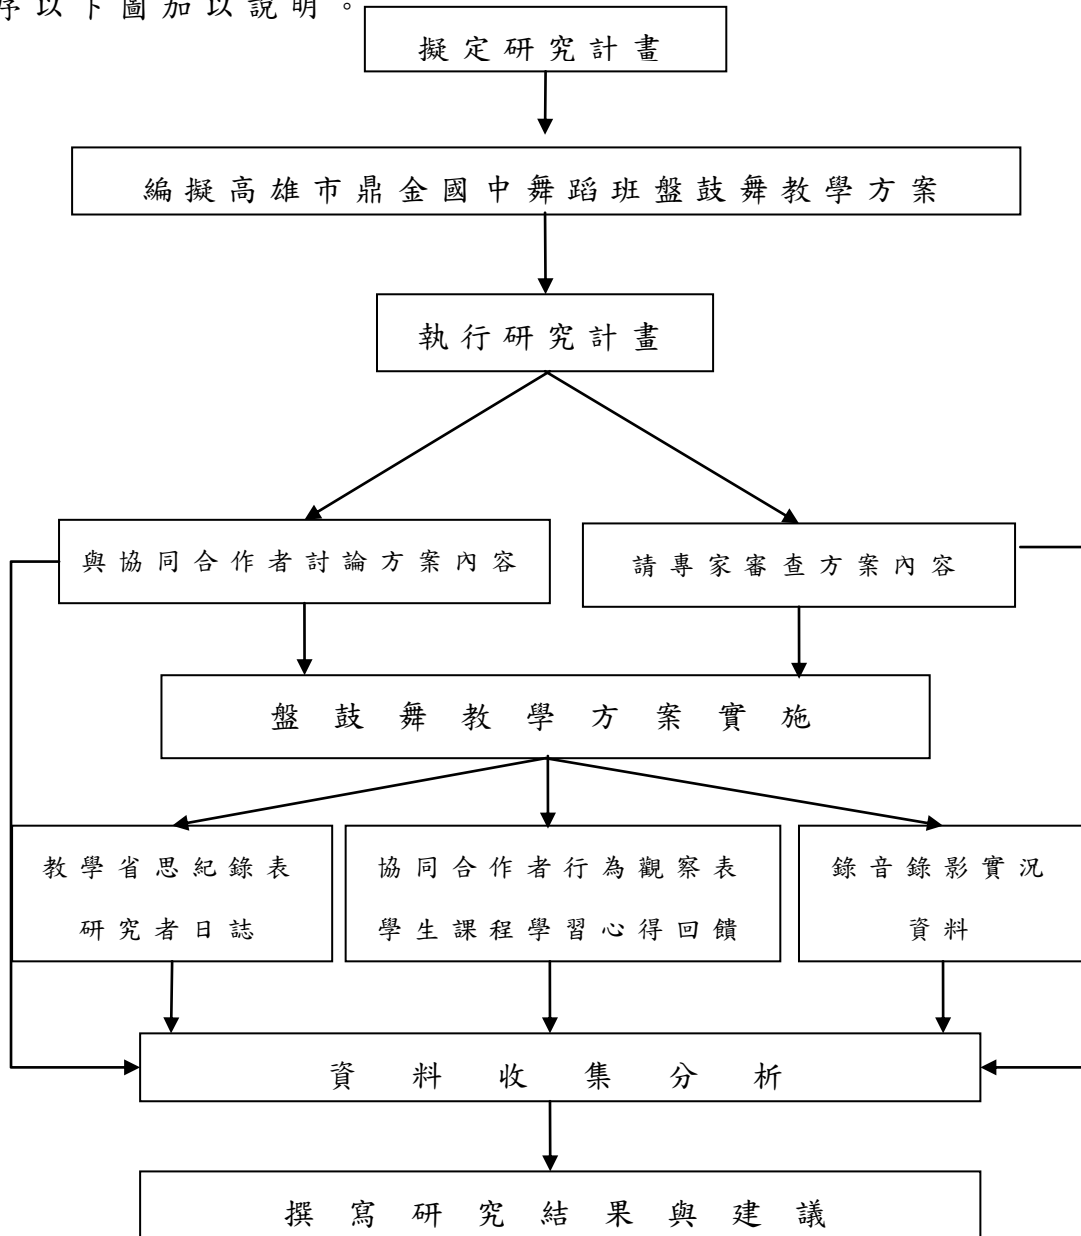 序以下圖加以說明。
擬定研究計畫
編擬高雄市鼎金國中舞蹈班盤鼓舞教學方案
執行研究計畫
與協同合作者討論方案內容
請專家審查方案內容
盤鼓舞教學方案實施
教學省思紀錄表
研究者日誌
協同合作者行為觀察表
學生課程學習心得回饋
錄音錄影實況
資料
資料收集分析
撰寫研究結果與建議